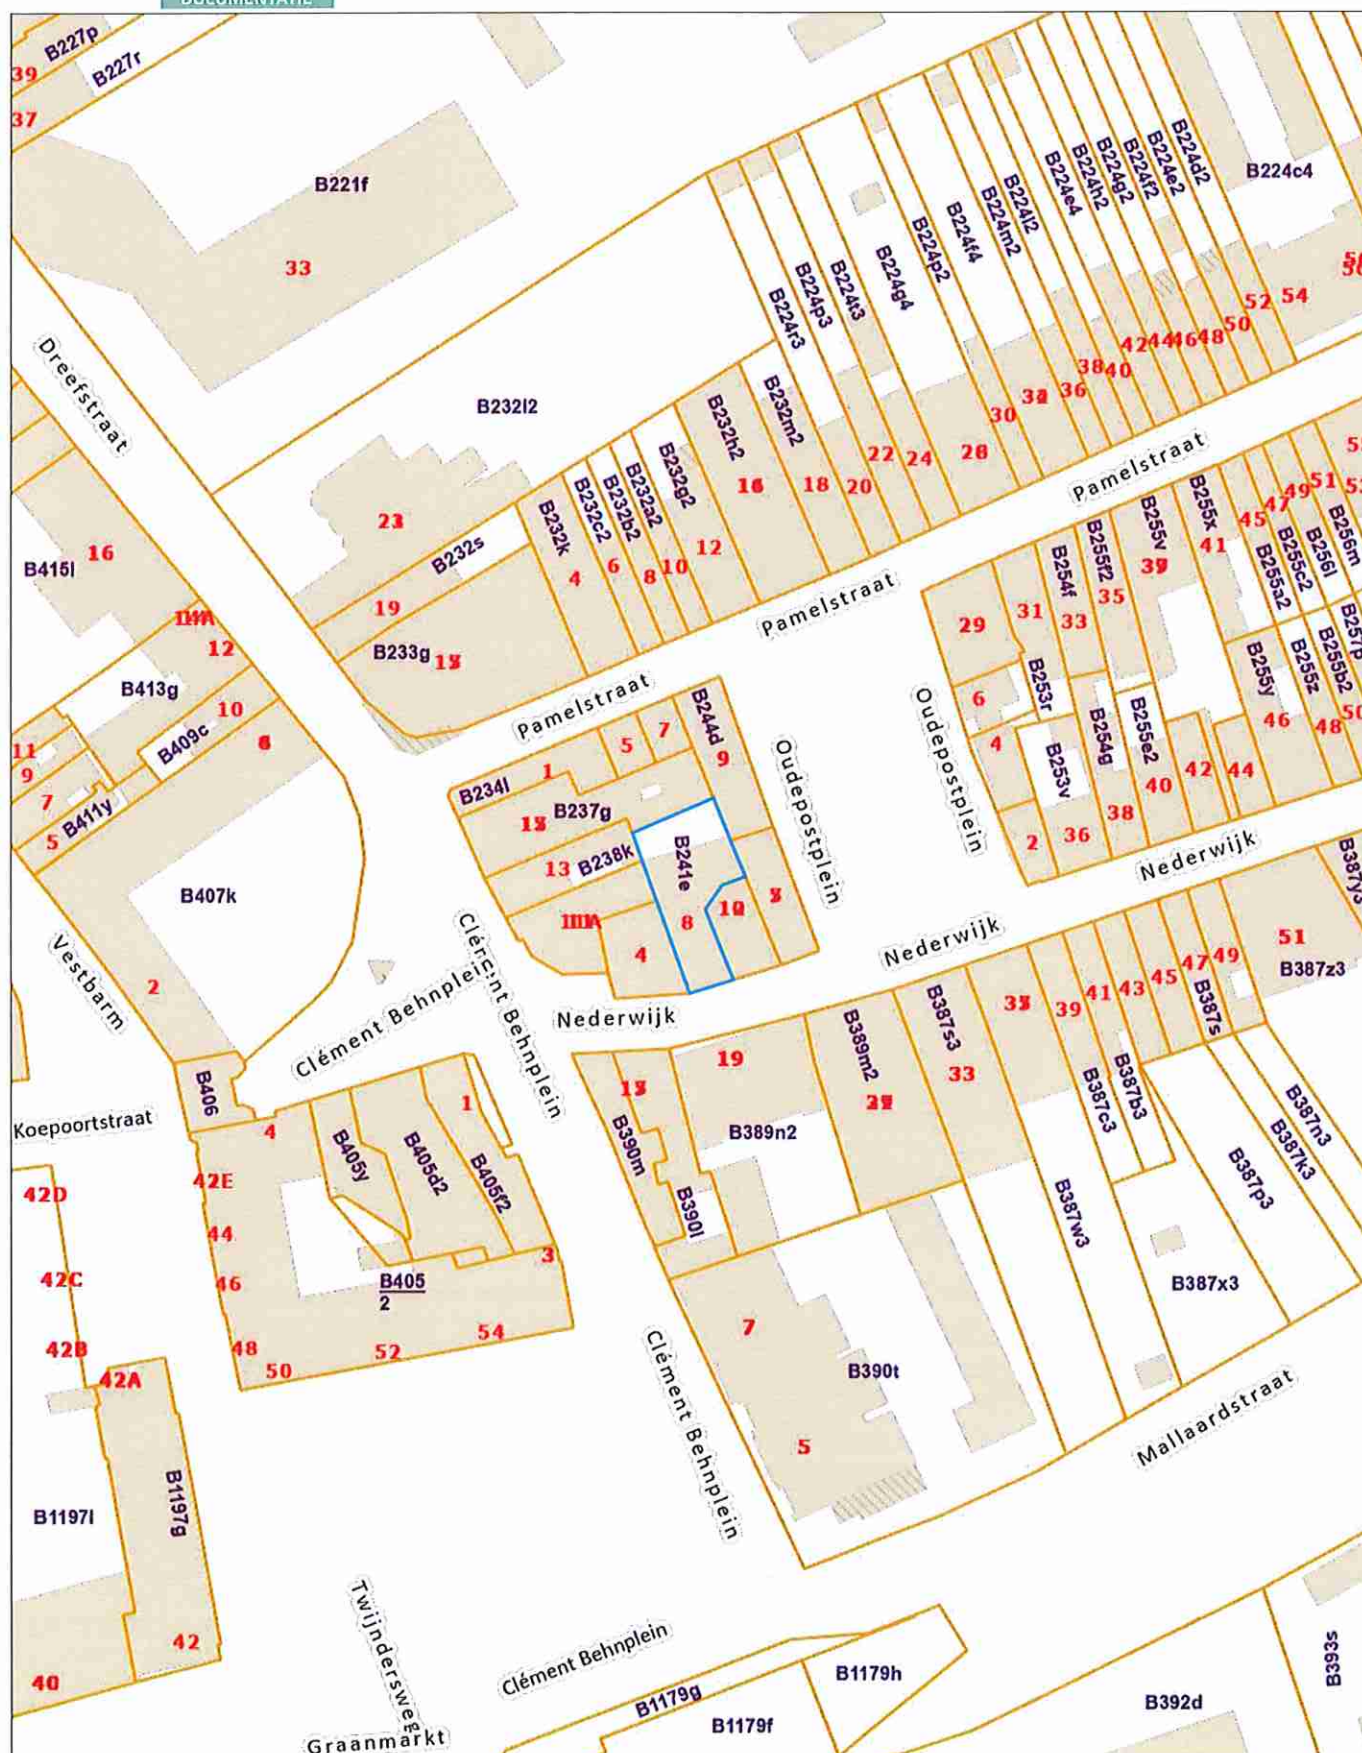 DOCUMENTATIE
B227p
39
B227r
37
B221f
33
B224c4
B224d2
B224e2
B224f2
B224g2
B224h2
B224e4
B224l2
B224m2
B224f4
B224p2
B224g4
B224t3
B224p3
B224r3
54
52
50
48
46
44
42
40
38
36
30
24
22
20
18
Dreefstraat
B232l2
B232m2
B232h2
B232g2
B232a2
B232b2
B232c2
B232k
12
10
8
6
4
B232s
19
B233g
Pamelstraat
Pamelstraat
Pamelstraat
B415l
16
12
B413g
10
B409c
11
9
7
B411y
5
B407k
2
Vestbarm
B255x
B255v
B255f2
B254f
41
35
33
31
29
45
47
49
51
B256m
B256l
B255c2
B255a2
B257p
B255b2
B255z
B255y
B253r
6
4
B253v
B254g
B255e2
2
36
38
40
42
44
46
48
50
Oudepostplein
Oudepostplein
B244d
9
7
5
1
B234l
B237g
13
B238k
B241e
8
4
Nederwijk
Nederwijk
Nederwijk
Clément Behnplein
Clément Behnplein
B387y3
51
B387z3
49
47
B387s
45
43
41
39
B387s3
33
B389m2
19
B389n2
B390m
B390l
B387b3
B387c3
B387n3
B387k3
B387p3
B387w3
B387x3
B406
Koepoortstraat
4
B405y
B405d2
B405f2
1
3
42E
42D
44
42C
46
B405
2
42B
48
50
52
54
42A
7
B390t
5
Clément Behnplein
Mallaardstraat
B1197l
B1197g
42
40
Twijndersweg
Clément Behnplein
Graanmarkt
B1179g
B1179f
B1179h
B392d
B393s